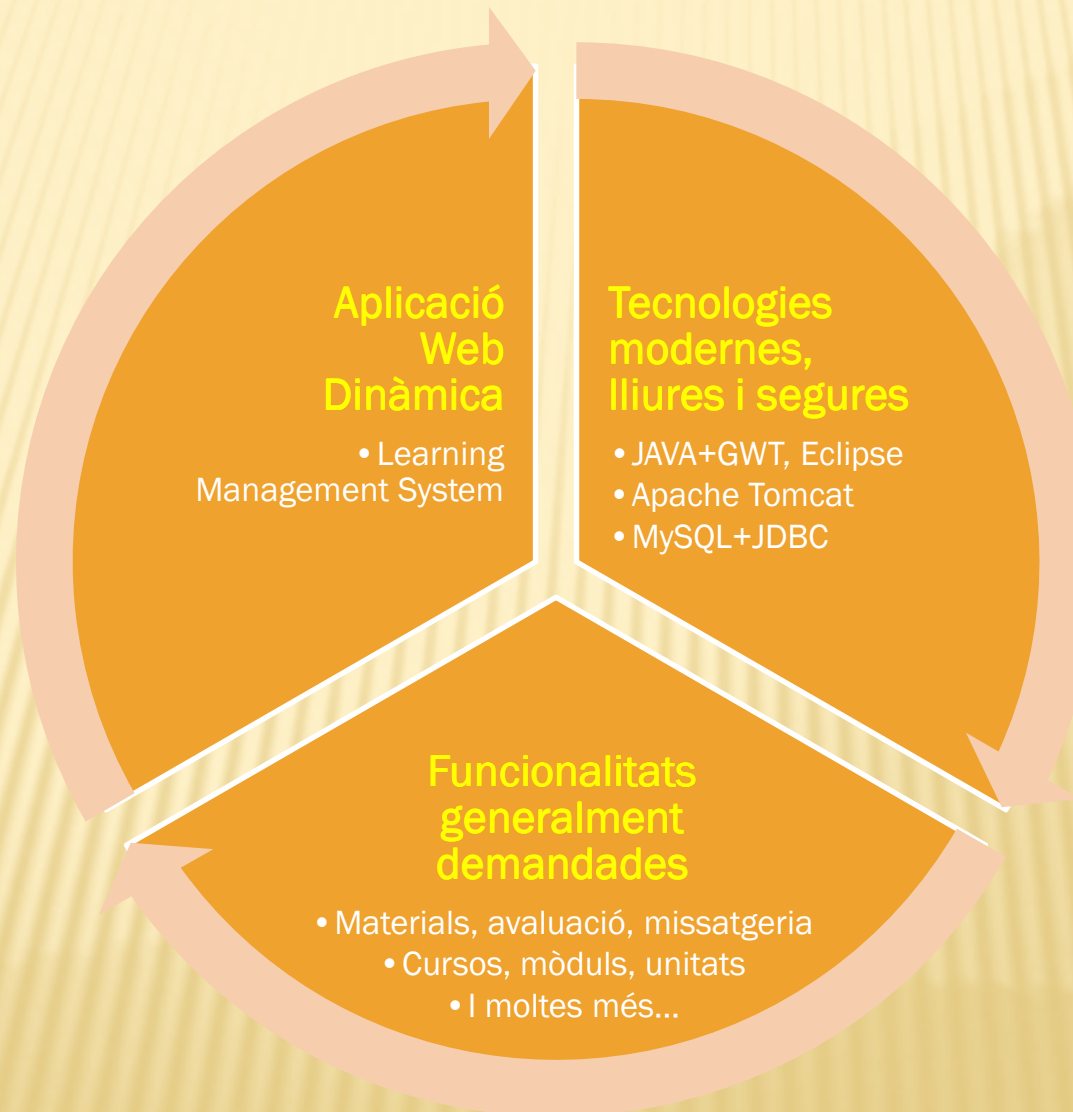 Aplicació
Web
Dinàmica
• Learning
Management System
Tecnologies
modernes,
lliures i segures
• JAVA+GWT, Eclipse
• Apache Tomcat
• MySQL+JDBC
Funcionalitats
generalment
demandades
• Materials, avaluació, missatgeria
• Cursos, mòduls, unitats
• I moltes més...